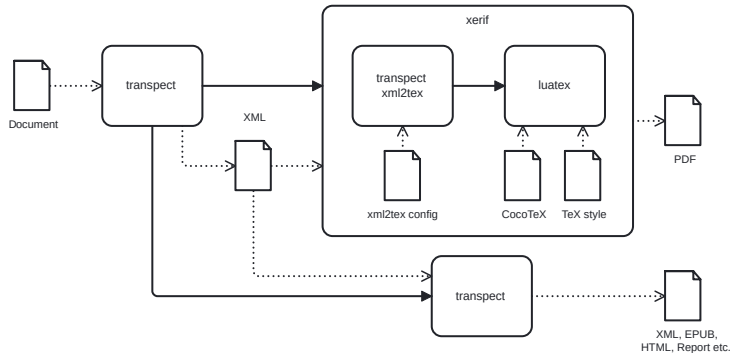 xerif
transpect
transpect
xml2tex
luatex
Document
XML
PDF
xml2tex config
CocoTeX
TeX style
transpect
XML, EPUB,
HTML, Report etc.